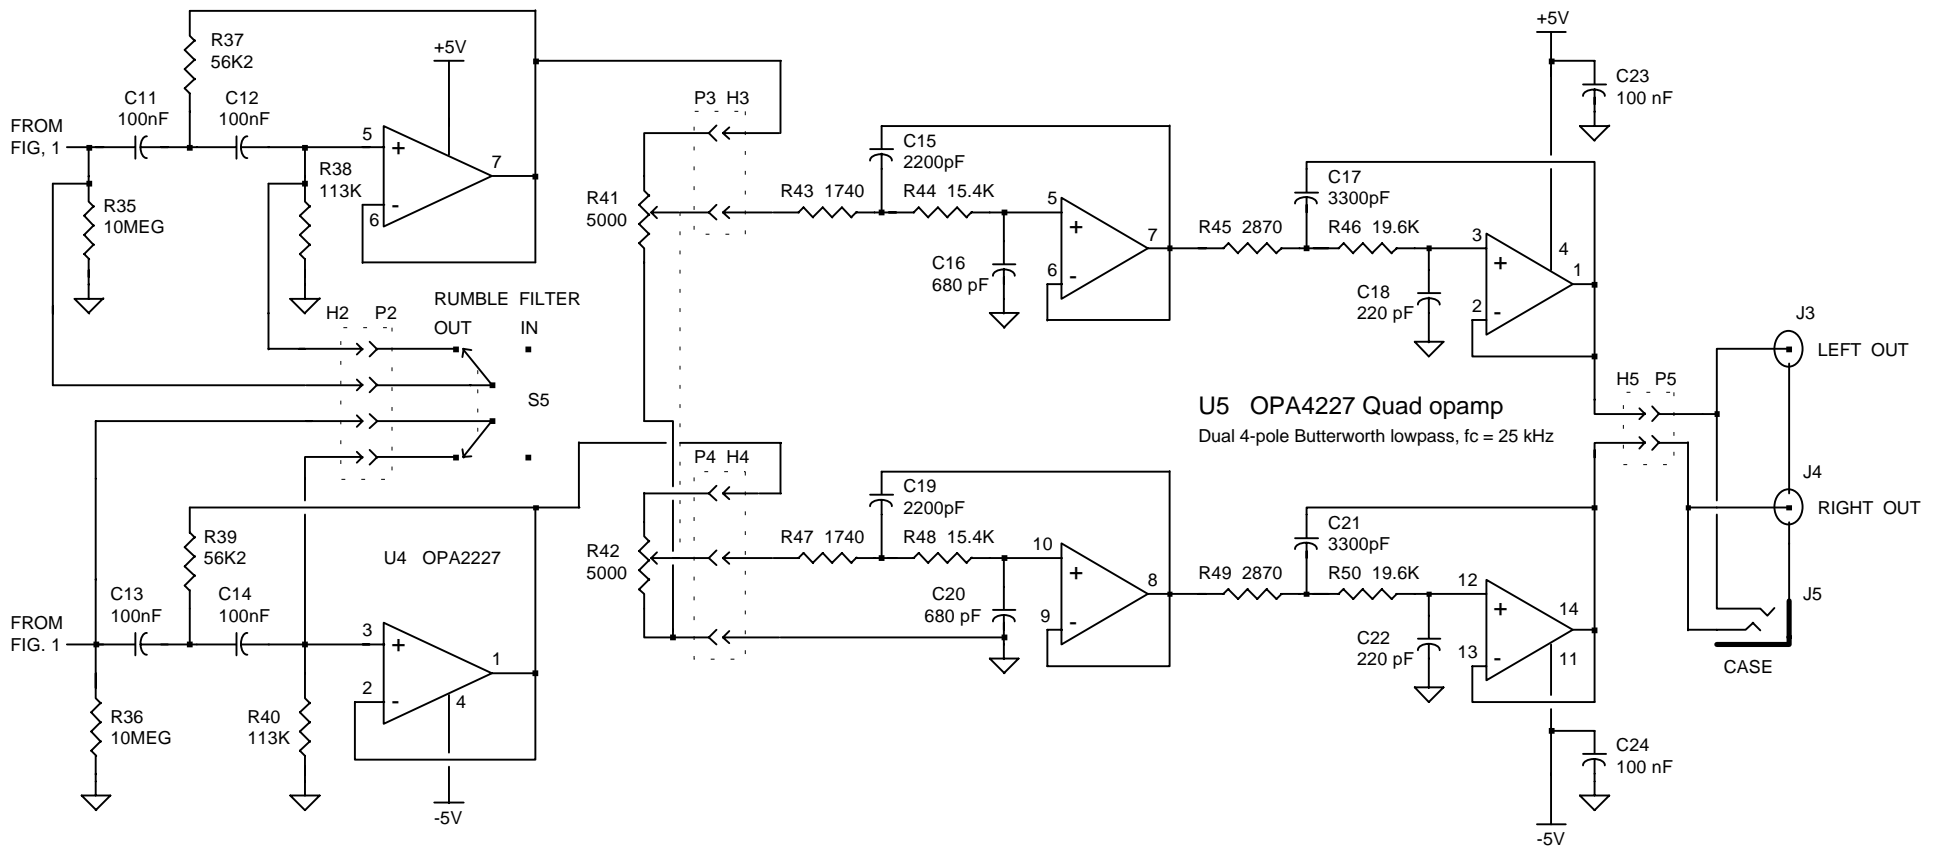 R37
56K2
+5V
C11
100nF
C12
100nF
FROM
FIG, 1
5
+
7
-
6
R38
113K
R35
10MEG
RUMBLE FILTER
OUT
IN
H2 P2
S5
P3 H3
R41
5000
R43 1740
C15
2200pF
R44 15.4K
C16
680 pF
5
+
7
6
-
R45 2870
C17
3300pF
R46 19.6K
C18
220 pF
3
+
4
1
2
-
+5V
C23
100 nF
J3
LEFT OUT
H5 P5
U5 OPA4227 Quad opamp
Dual 4-pole Butterworth lowpass, fc = 25 kHz
J4
RIGHT OUT
J5
CASE
R39
56K2
U4 OPA2227
C13
100nF
C14
100nF
FROM
FIG. 1
3
+
1
2
-
4
R36
10MEG
R40
113K
-5V
P4 H4
R42
5000
R47 1740
C19
2200pF
R48 15.4K
C20
680 pF
10
+
8
9
-
R49 2870
C21
3300pF
R50 19.6K
C22
220 pF
12
+
14
13
-
11
C24
100 nF
-5V